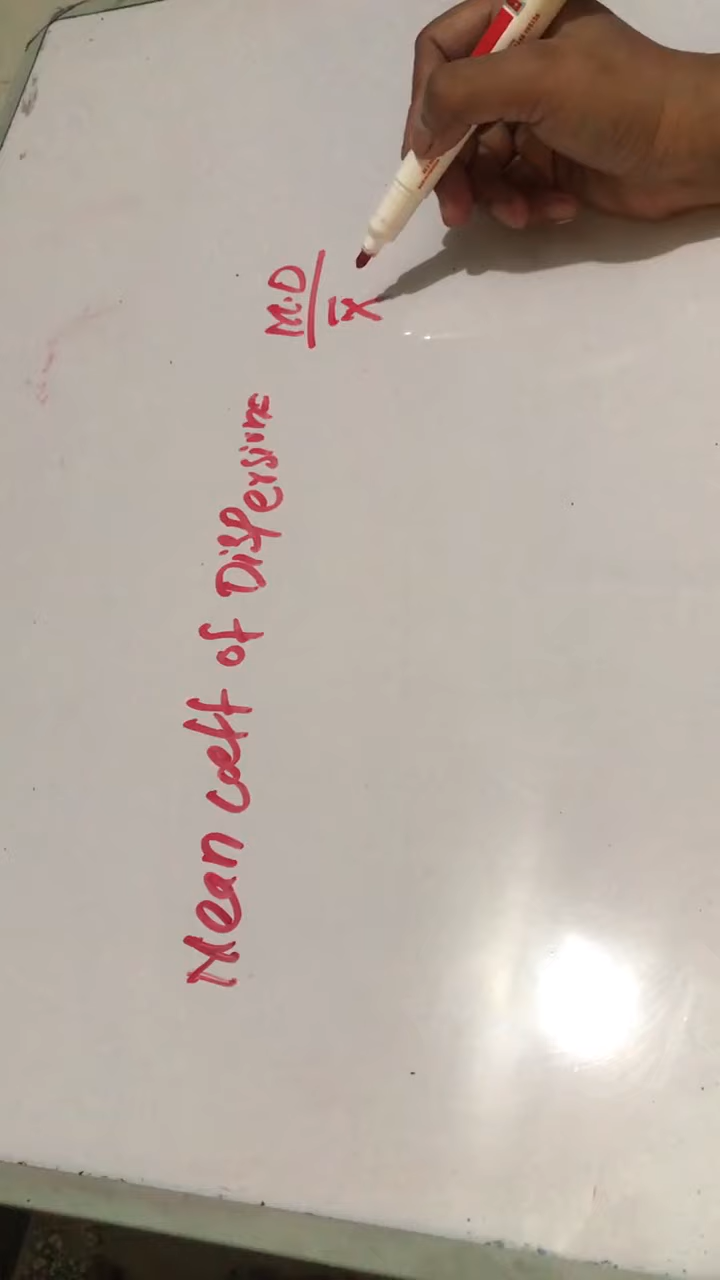 Mean coeff of Dispersion = M.D / x̄